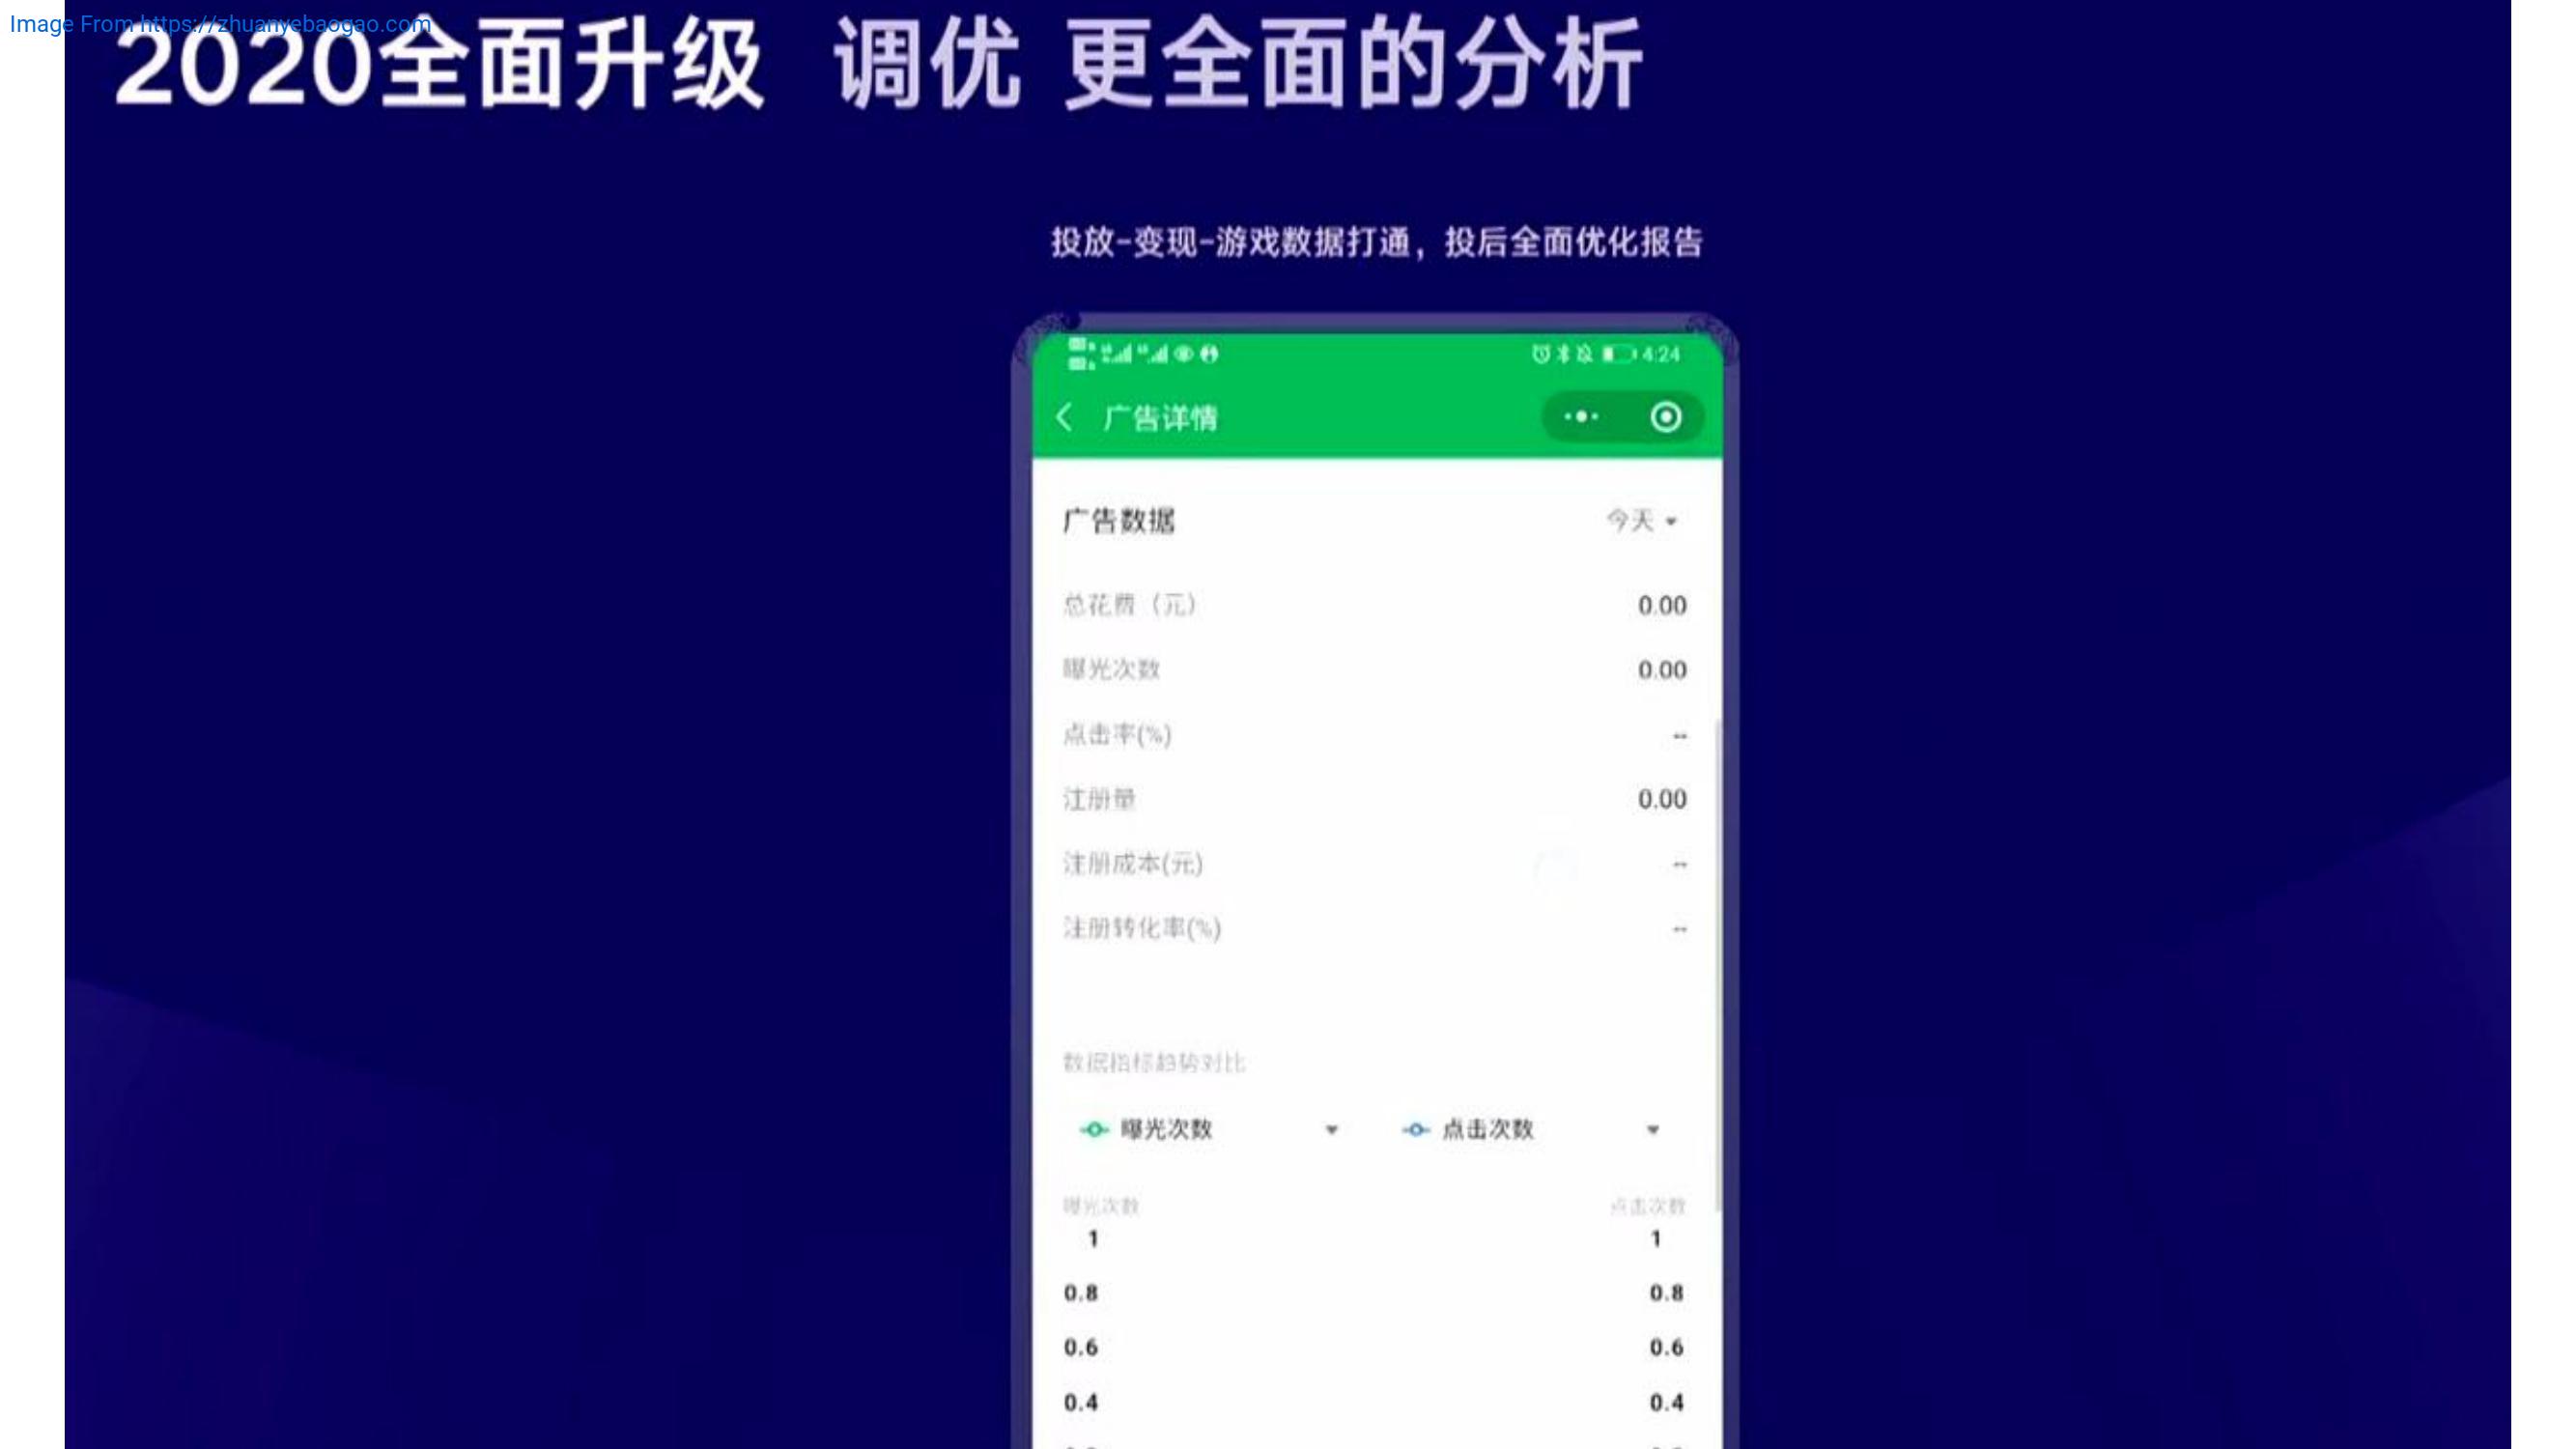 Image From https://zhuanyebaogao.com
2020全面升级 调优 更全面的分析
投放-变现-游戏数据打通，投后全面优化报告
4:24
广告详情
广告数据 今天
总花费（元） 0.00
曝光次数 0.00
点击率(%) --
注册量 0.00
注册成本(元) --
注册转化率(%) --
数据指标趋势对比
曝光次数 点击次数
曝光次数 点击次数
1 1
0.8 0.8
0.6 0.6
0.4 0.4